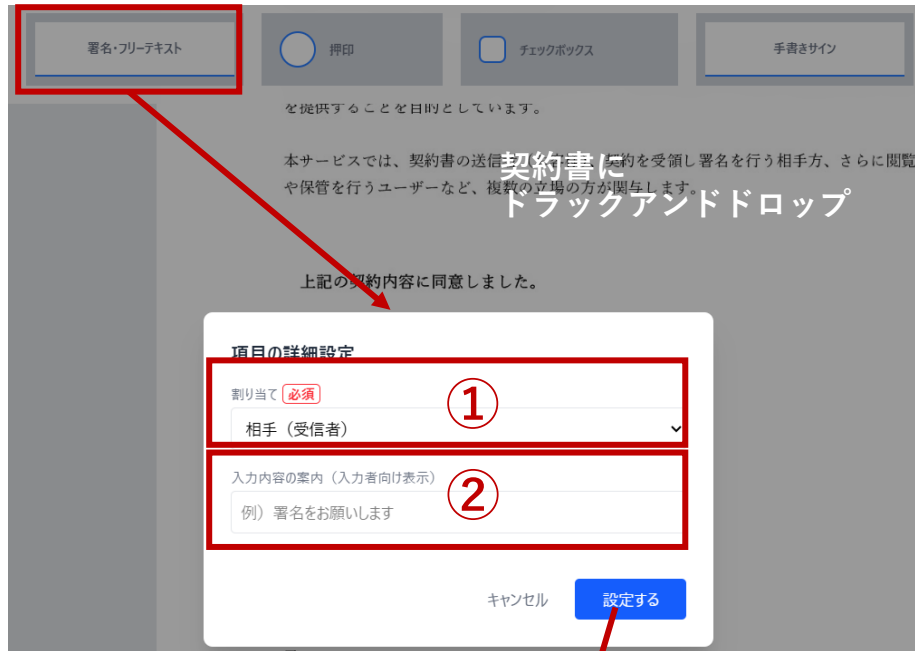 署名・フリーテキスト
押印
チェックボックス
手書きサイン
を提供することを目的としています。
本サービスでは、契約書の送信 契約を受領し署名を行う相手方、さらに閲覧
や保管を行うユーザーなど、複数の立場の方が関与します。
契約書に
ドラックアンドドロップ
上記の契約内容に同意しました。
項目の詳細設定
割り当て 必須
①
相手（受信者）
入力内容の案内（入力者向け表示）
②
例）署名をお願いします
キャンセル
設定する